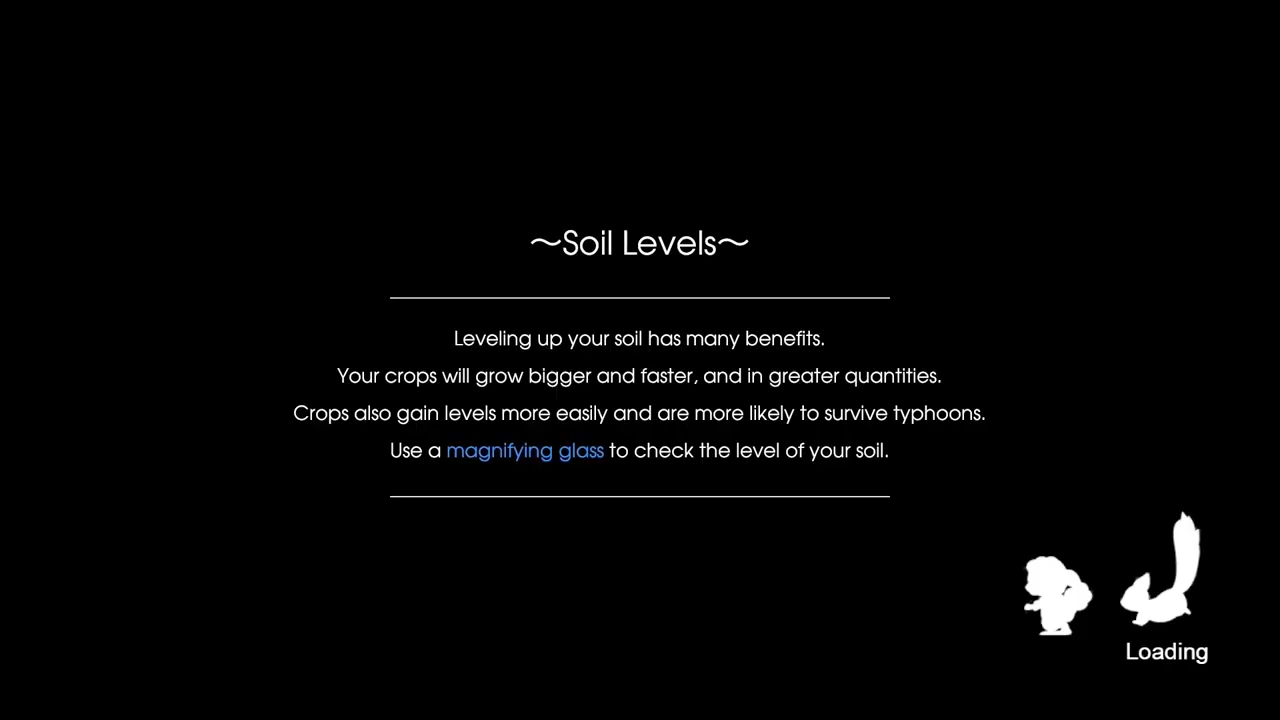 ～Soil Levels～
Leveling up your soil has many benefits.
Your crops will grow bigger and faster, and in greater quantities.
Crops also gain levels more easily and are more likely to survive typhoons.
Use a magnifying glass to check the level of your soil.
Loading